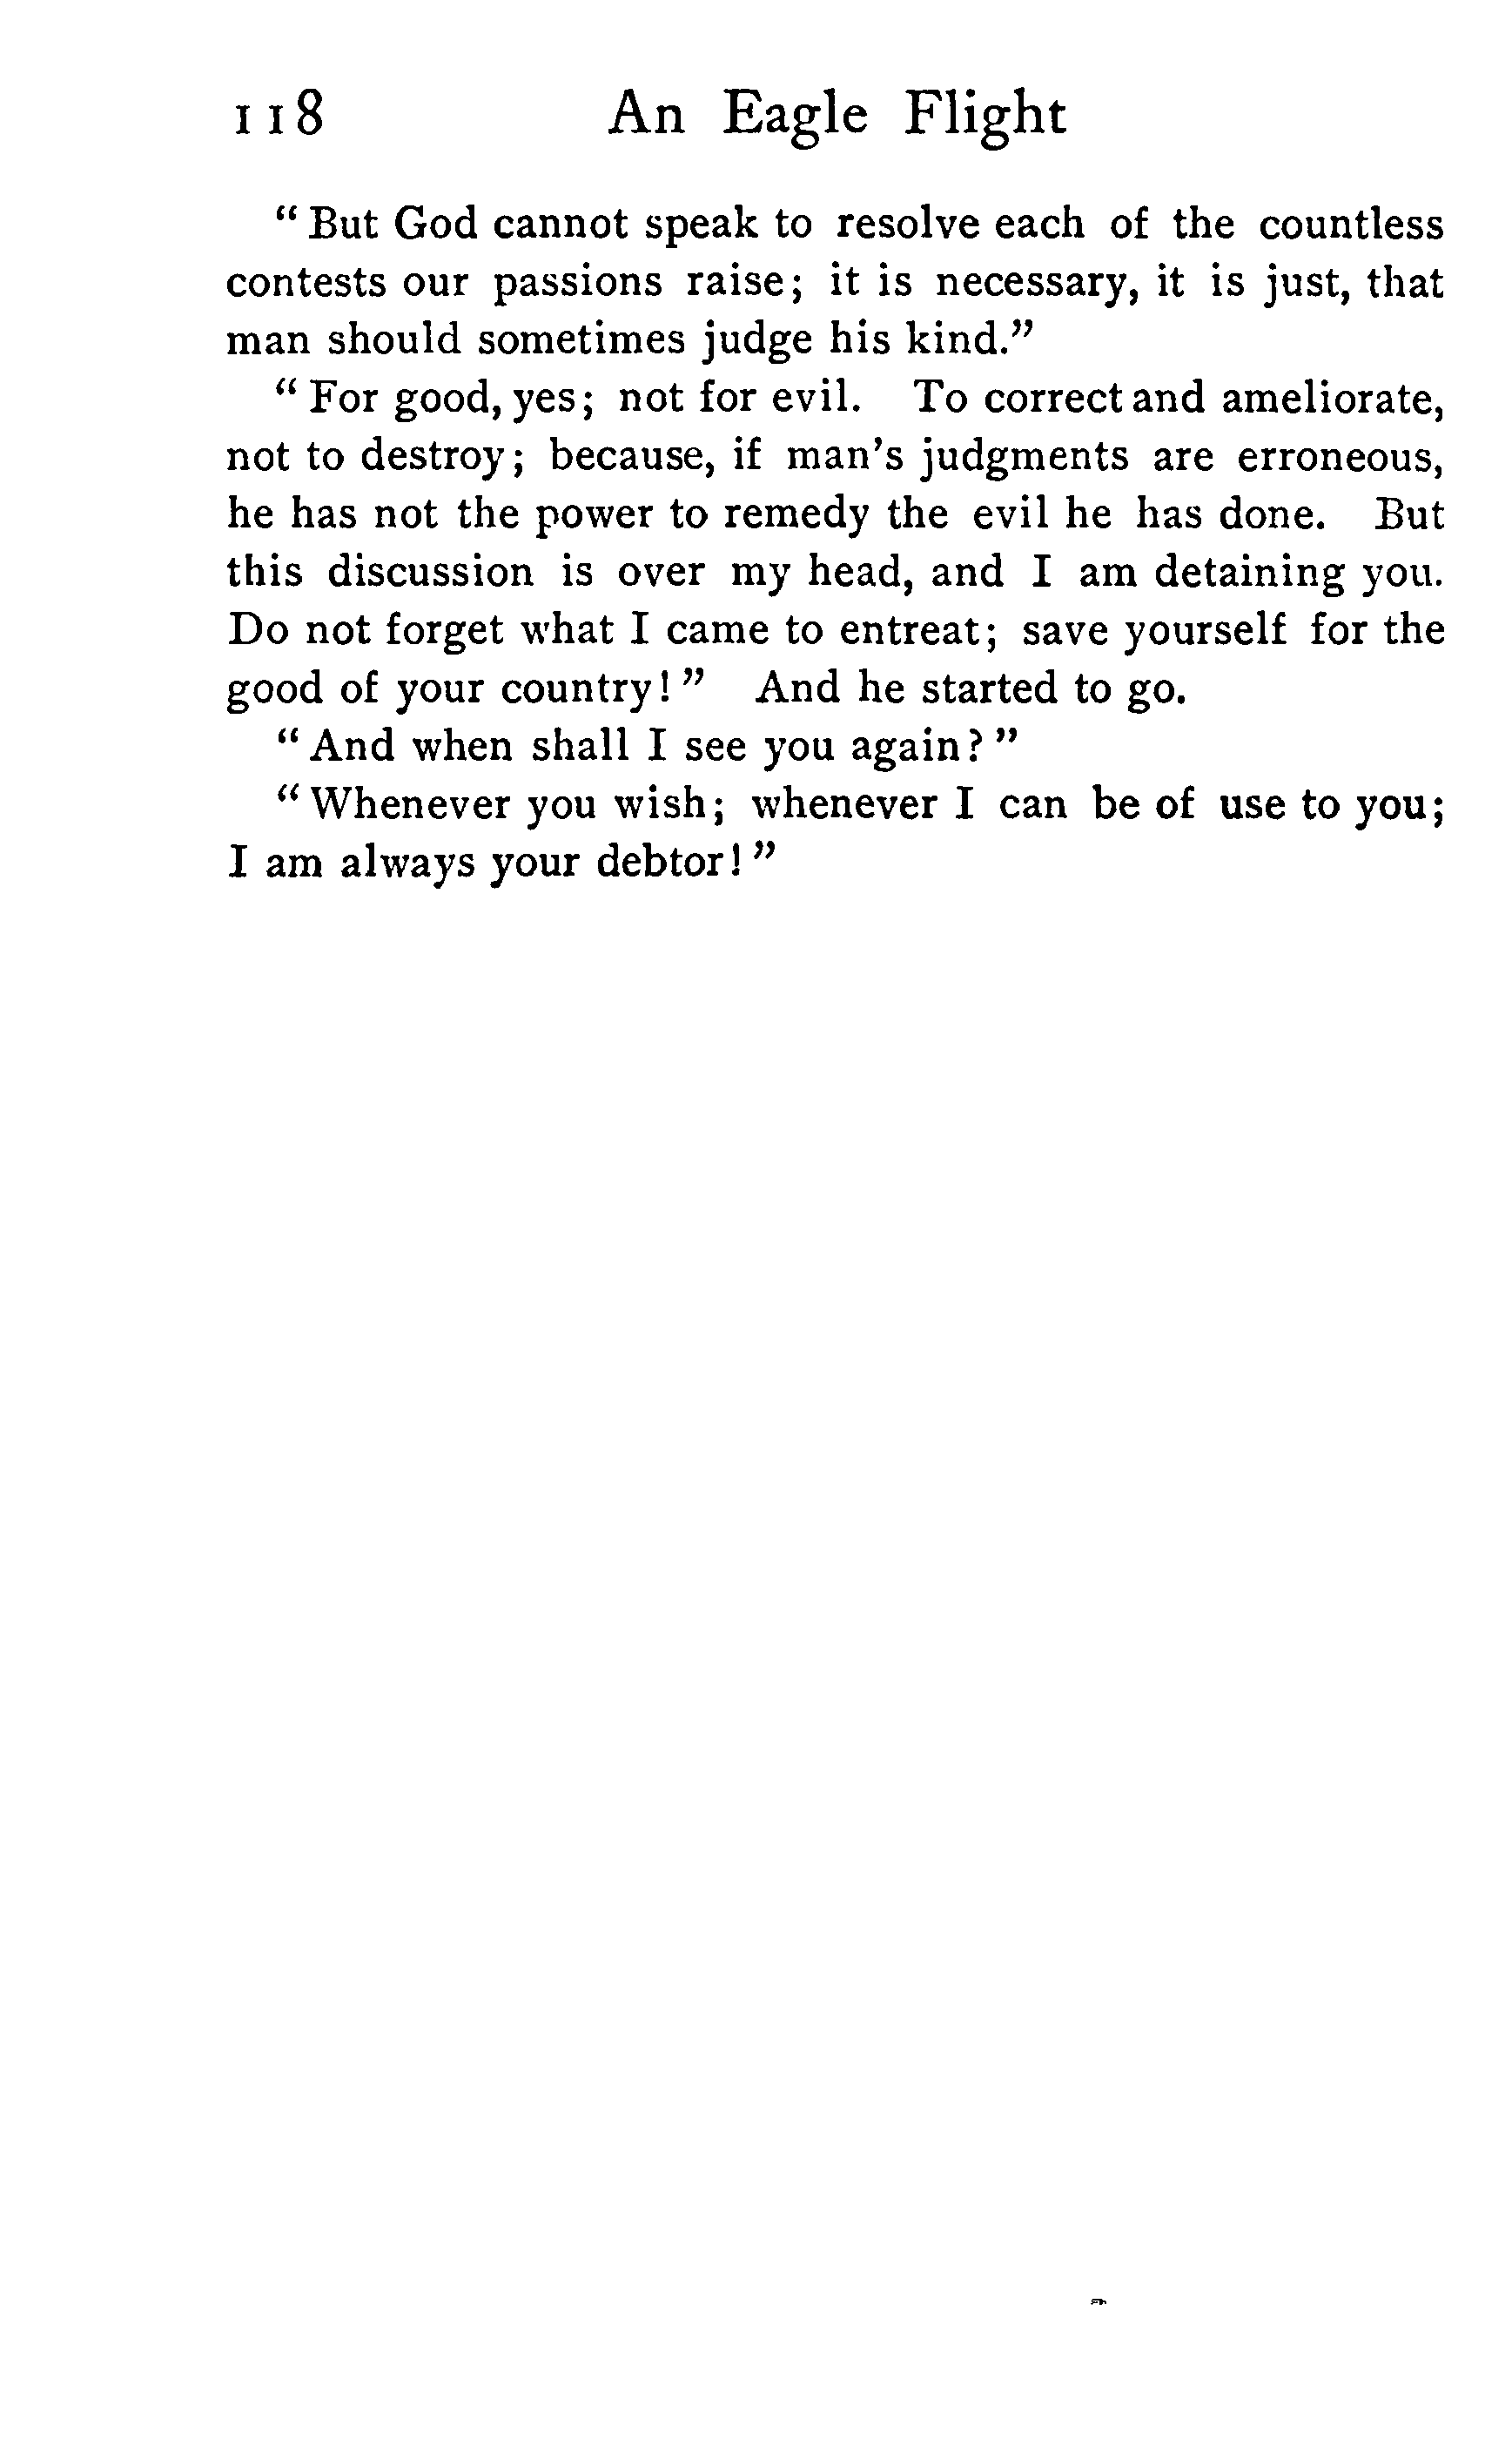 118 An Eagle Flight
“But God cannot speak to resolve each of the countless
contests our passions raise; it is necessary, it is just, that
man should sometimes judge his kind.”
“For good, yes; not for evil. To correct and ameliorate,
not to destroy; because, if man's judgments are erroneous,
he has not the power to remedy the evil he has done. But
this discussion is over my head, and I am detaining you.
Do not forget what I came to entreat; save yourself for the
good of your country!” And he started to go.
“And when shall I see you again?”
“Whenever you wish; whenever I can be of use to you;
I am always your debtor!”